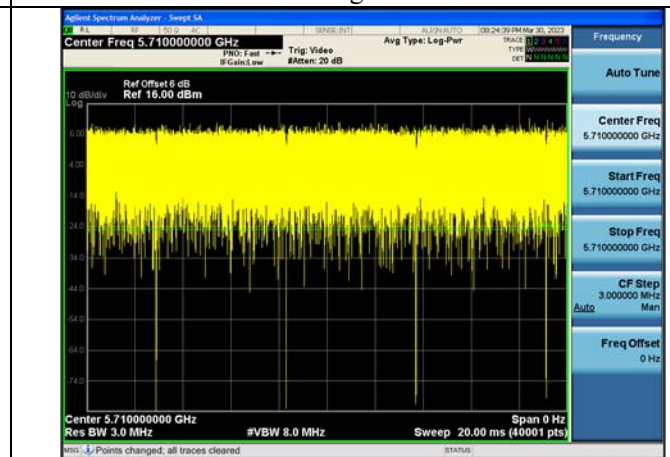 Agilent Spectrum Analyzer - Swept SA
RL RF 50 Ω AC SENSE:INT ALIGN AUTO 08:24:39 PM Mar 30, 2023
Center Freq 5.710000000 GHz
PNO: Fast
IFGain:Low
Trig: Video
#Atten: 20 dB
Avg Type: Log-Pwr
TRACE 1 2 3 4 5 6
TYPE
DET N N N N N N
Ref Offset 6 dB
10 dB/div Ref 16.00 dBm
Log
6.00
-4.00
-14.0
-24.0
-34.0
-44.0
-54.0
-64.0
-74.0
Center 5.710000000 GHz Span 0 Hz
Res BW 3.0 MHz #VBW 8.0 MHz Sweep 20.00 ms (40001 pts)
MSG Points changed; all traces cleared STATUS
Frequency
Auto Tune
Center Freq
5.710000000 GHz
Start Freq
5.710000000 GHz
Stop Freq
5.710000000 GHz
CF Step
3.000000 MHz
Auto Man
Freq Offset
0 Hz